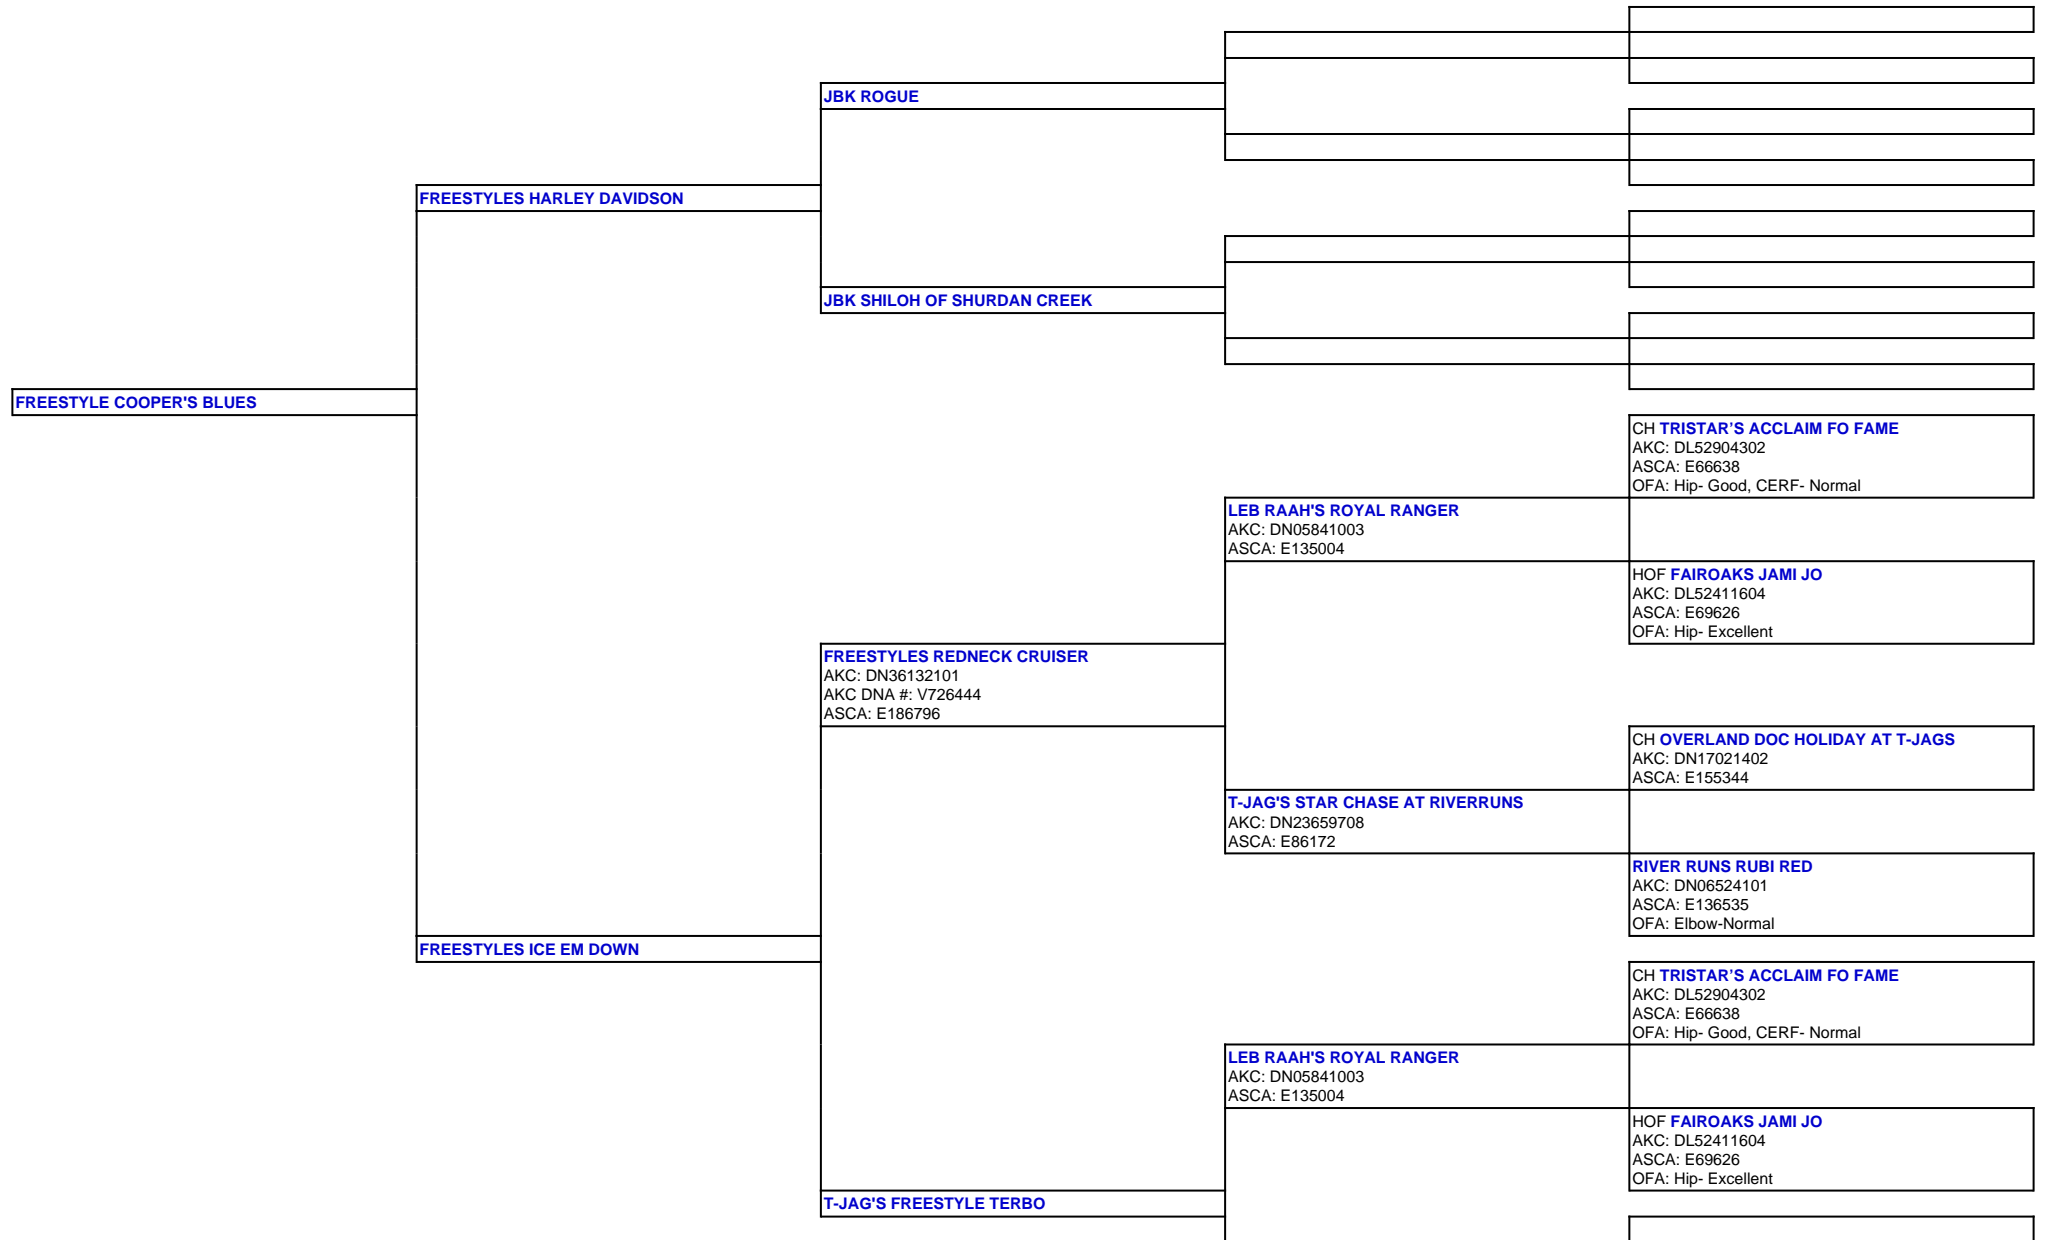 JBK ROGUE
FREESTYLES HARLEY DAVIDSON
JBK SHILOH OF SHURDAN CREEK
FREESTYLE COOPER'S BLUES
CH TRISTAR’S ACCLAIM FO FAME
AKC: DL52904302
ASCA: E66638
OFA: Hip- Good, CERF- Normal
LEB RAAH'S ROYAL RANGER
AKC: DN05841003
ASCA: E135004
HOF FAIROAKS JAMI JO
AKC: DL52411604
ASCA: E69626
OFA: Hip- Excellent
FREESTYLES REDNECK CRUISER
AKC: DN36132101
AKC DNA #: V726444
ASCA: E186796
CH OVERLAND DOC HOLIDAY AT T-JAGS
AKC: DN17021402
ASCA: E155344
T-JAG'S STAR CHASE AT RIVERRUNS
AKC: DN23659708
ASCA: E86172
RIVER RUNS RUBI RED
AKC: DN06524101
ASCA: E136535
OFA: Elbow-Normal
FREESTYLES ICE EM DOWN
CH TRISTAR’S ACCLAIM FO FAME
AKC: DL52904302
ASCA: E66638
OFA: Hip- Good, CERF- Normal
LEB RAAH'S ROYAL RANGER
AKC: DN05841003
ASCA: E135004
HOF FAIROAKS JAMI JO
AKC: DL52411604
ASCA: E69626
OFA: Hip- Excellent
T-JAG'S FREESTYLE TERBO